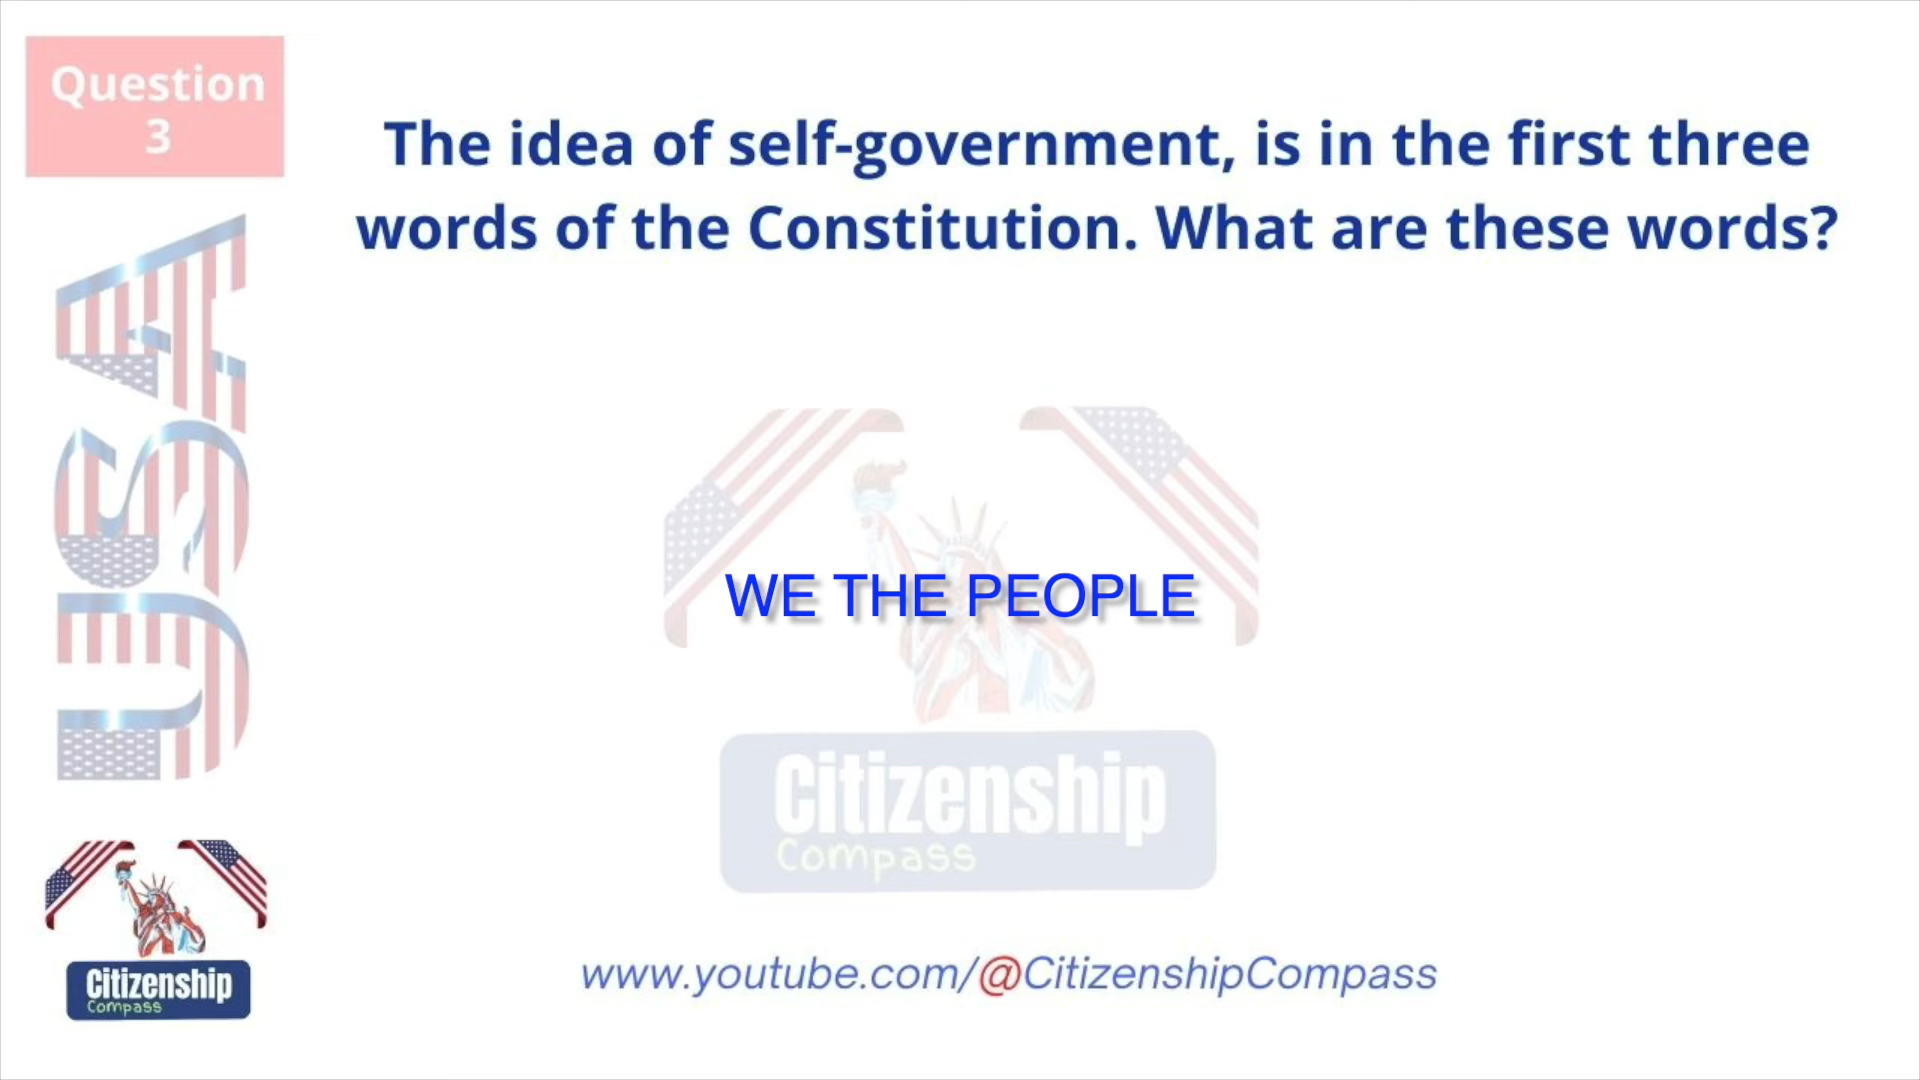 Question
3
The idea of self-government, is in the first three
words of the Constitution. What are these words?
USA
WE THE PEOPLE
Citizenship
Compass
Citizenship
Compass
www.youtube.com/@CitizenshipCompass